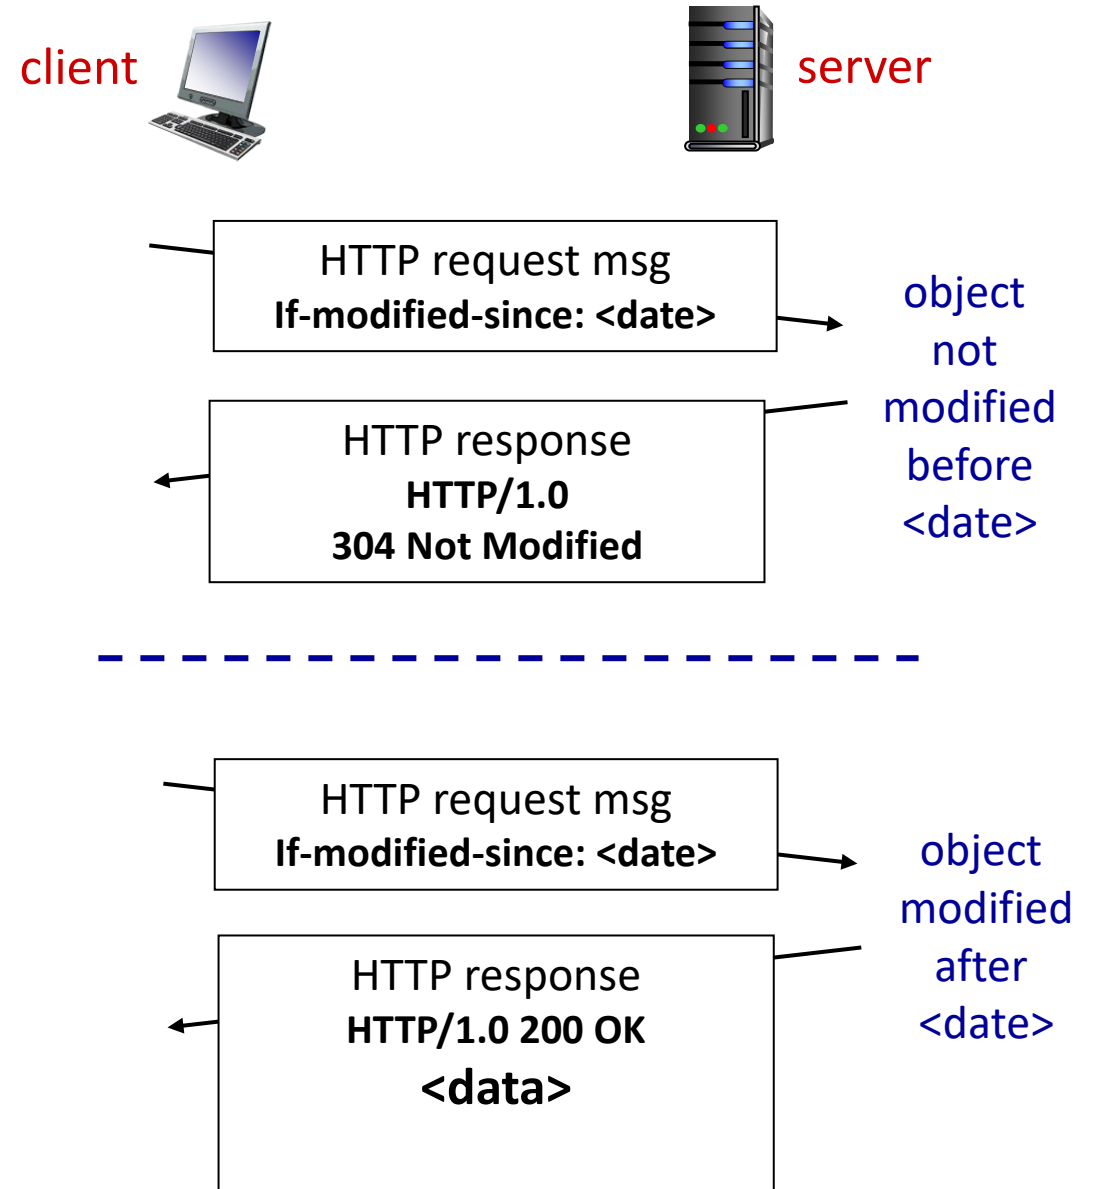 client
server
HTTP request msg
If-modified-since: <date>
object
not
modified
before
<date>
HTTP response
HTTP/1.0
304 Not Modified
HTTP request msg
If-modified-since: <date>
object
modified
after
<date>
HTTP response
HTTP/1.0 200 OK
<data>